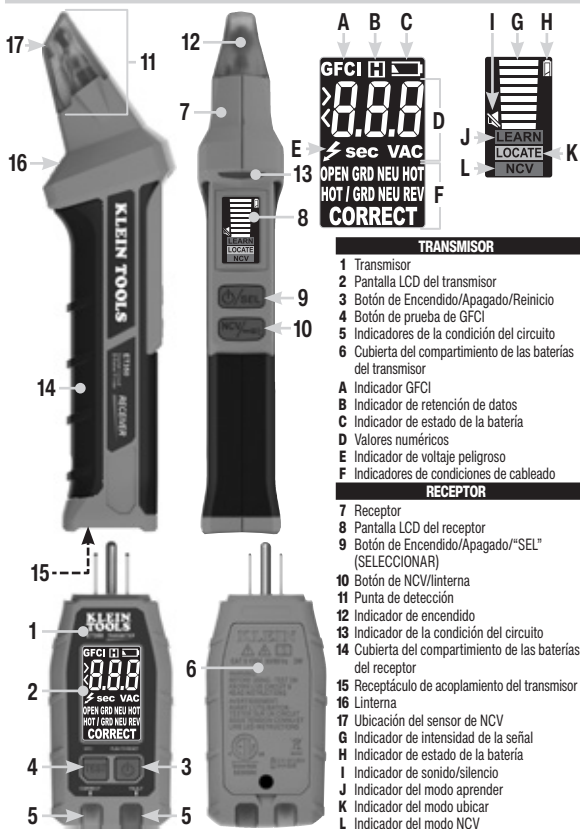 17
11
16
14
15
12
7
13
8
9
10
KLEIN TOOLS
RECEIVER
LEARN
LOCATE
NCV
/SEL
NCV/
A B C
GFCI H
8.8.8
sec VAC
OPEN GRD NEU HOT
HOT / GRD NEU REV
CORRECT
D
E
F
I G H
LEARN
LOCATE
NCV
J
K
L
1
2
4
3
5
5
6
KLEIN
TOOLS
GFCI H
8.8.8
sec VAC
OPEN GRD NEU HOT
HOT / GRD NEU REV
CORRECT
TEST
KLEIN
TRANSMISOR
1 Transmisor
2 Pantalla LCD del transmisor
3 Botón de Encendido/Apagado/Reinicio
4 Botón de prueba de GFCI
5 Indicadores de la condición del circuito
6 Cubierta del compartimiento de las baterías
del transmisor
A Indicador GFCI
B Indicador de retención de datos
C Indicador de estado de la batería
D Valores numéricos
E Indicador de voltaje peligroso
F Indicadores de condiciones de cableado
RECEPTOR
7 Receptor
8 Pantalla LCD del receptor
9 Botón de Encendido/Apagado/“SEL”
(SELECCIONAR)
10 Botón de NCV/linterna
11 Punta de detección
12 Indicador de encendido
13 Indicador de la condición del circuito
14 Cubierta del compartimiento de las baterías
del receptor
15 Receptáculo de acoplamiento del transmisor
16 Linterna
17 Ubicación del sensor de NCV
G Indicador de intensidad de la señal
H Indicador de estado de la batería
I Indicador de sonido/silencio
J Indicador del modo aprender
K Indicador del modo ubicar
L Indicador del modo NCV